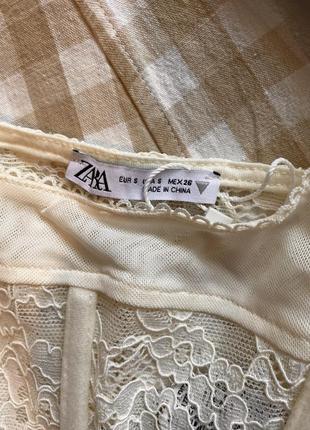 ZARA
EUR S USA S MEX 26
MADE IN CHINA